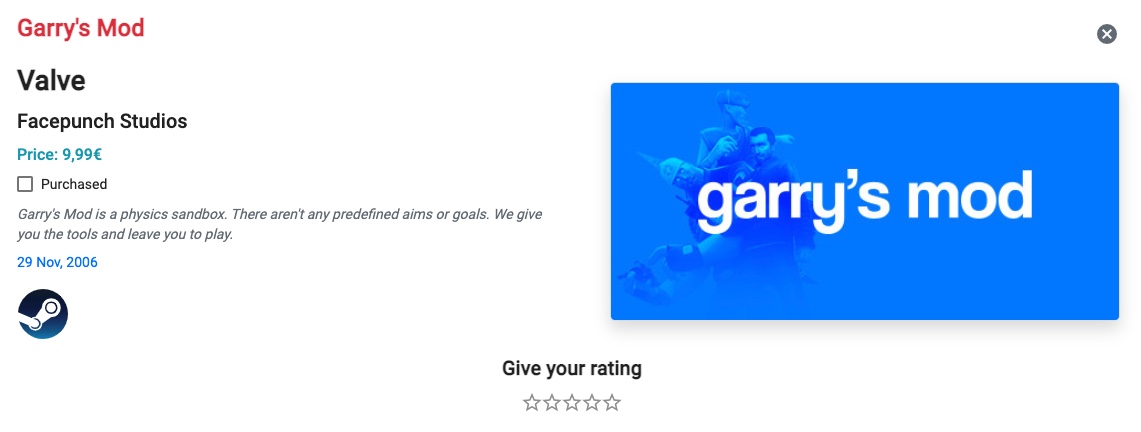 Garry's Mod
Valve
Facepunch Studios
Price: 9,99€
Purchased
Garry's Mod is a physics sandbox. There aren't any predefined aims or goals. We give
you the tools and leave you to play.
29 Nov, 2006
garry's mod
Give your rating